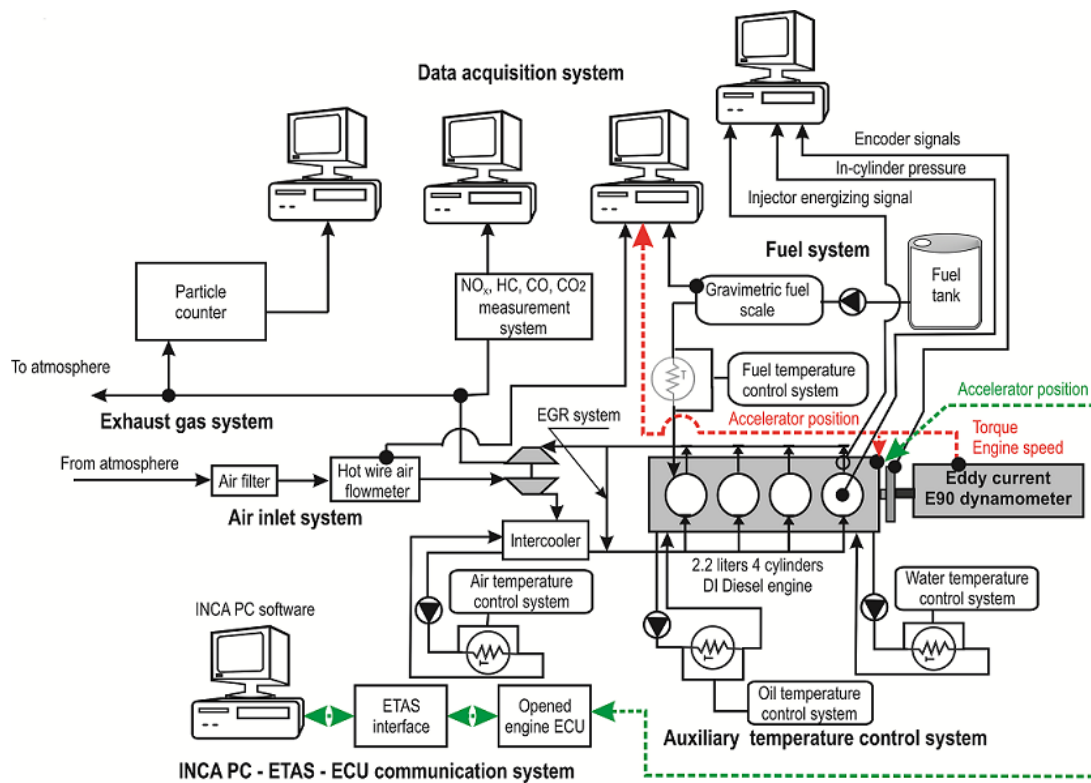 Data acquisition system
Encoder signals
In-cylinder pressure
Injector energizing signal
Fuel system
Particle
counter
NOx, HC, CO, CO2
measurement
system
Gravimetric fuel
scale
Fuel
tank
To atmosphere
Exhaust gas system
T
Fuel temperature
control system
Accelerator position
EGR system
Accelerator position
Torque
Engine speed
From atmosphere
Air filter
Hot wire air
flowmeter
Air inlet system
Eddy current
E90 dynamometer
Intercooler
2.2 liters 4 cylinders
DI Diesel engine
Air temperature
control system
Water temperature
control system
T
T
T
INCA PC software
ETAS
interface
Opened
engine ECU
Oil temperature
control system
Auxiliary temperature control system
INCA PC - ETAS - ECU communication system